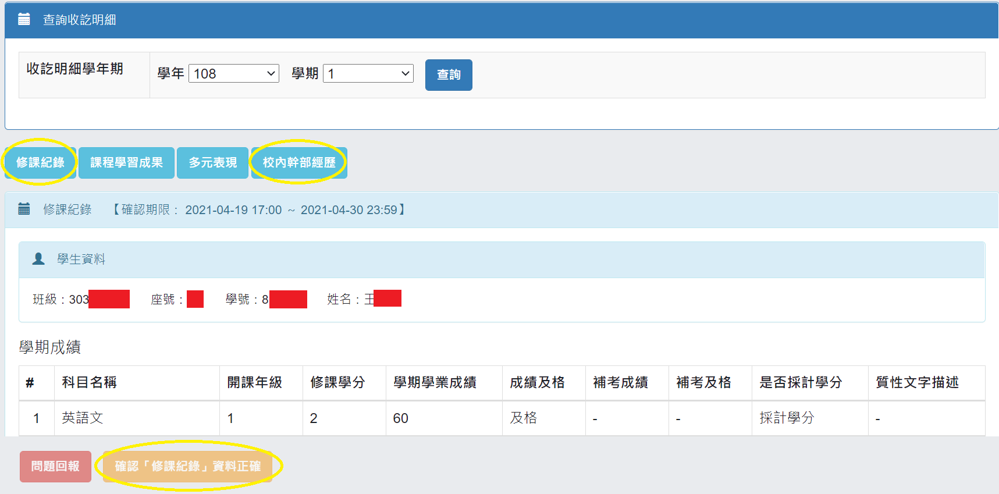 查詢收訖明細
收訖明細學年期 學年 108 學期 1 查詢
修課紀錄 課程學習成果 多元表現 校內幹部經歷
修課紀錄 【確認期限： 2021-04-19 17:00 ~ 2021-04-30 23:59】
學生資料
班級：303 座號： 學號：8 姓名：王
學期成績
# 科目名稱 開課年級 修課學分 學期學業成績 成績及格 補考成績 補考及格 是否採計學分 質性文字描述
1 英語文 1 2 60 及格 - - 採計學分 -
問題回報 確認「修課紀錄」資料正確